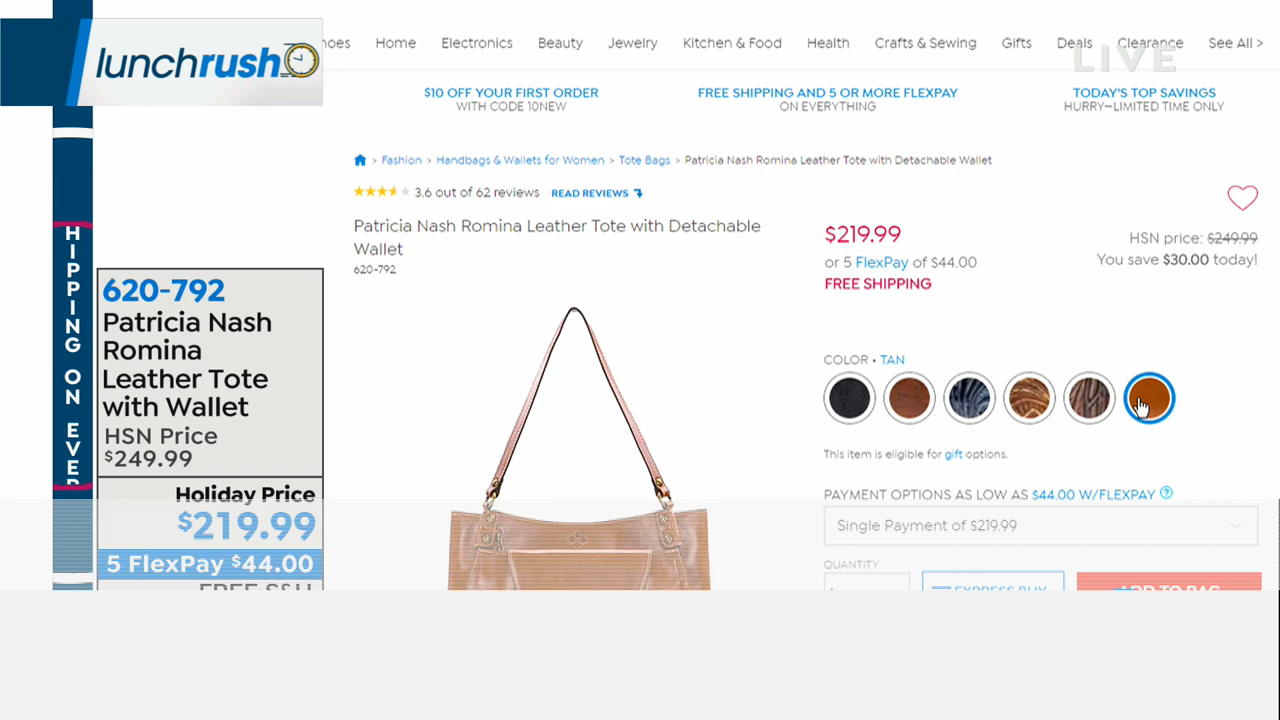 lunchrush
LIVE
Home Electronics Beauty Jewelry Kitchen & Food Health Crafts & Sewing Gifts Deals Clearance See All >
$10 OFF YOUR FIRST ORDER
WITH CODE 10NEW
FREE SHIPPING AND 5 OR MORE FLEXPAY
ON EVERYTHING
TODAY'S TOP SAVINGS
HURRY—LIMITED TIME ONLY
> Fashion > Handbags & Wallets for Women > Tote Bags > Patricia Nash Romina Leather Tote with Detachable Wallet
3.6 out of 62 reviews READ REVIEWS
Patricia Nash Romina Leather Tote with Detachable
Wallet
620-792
$219.99
or 5 FlexPay of $44.00
FREE SHIPPING
HSN price: $249.99
You save $30.00 today!
COLOR • TAN
This item is eligible for gift options.
PAYMENT OPTIONS AS LOW AS $44.00 W/FLEXPAY ?
Single Payment of $219.99
QUANTITY
EXPRESS BUY
ADD TO BAG
HIPPING ON EVER
620-792
Patricia Nash
Romina
Leather Tote
with Wallet
HSN Price
$249.99
Holiday Price
$219.99
5 FlexPay $44.00
FREE S&H